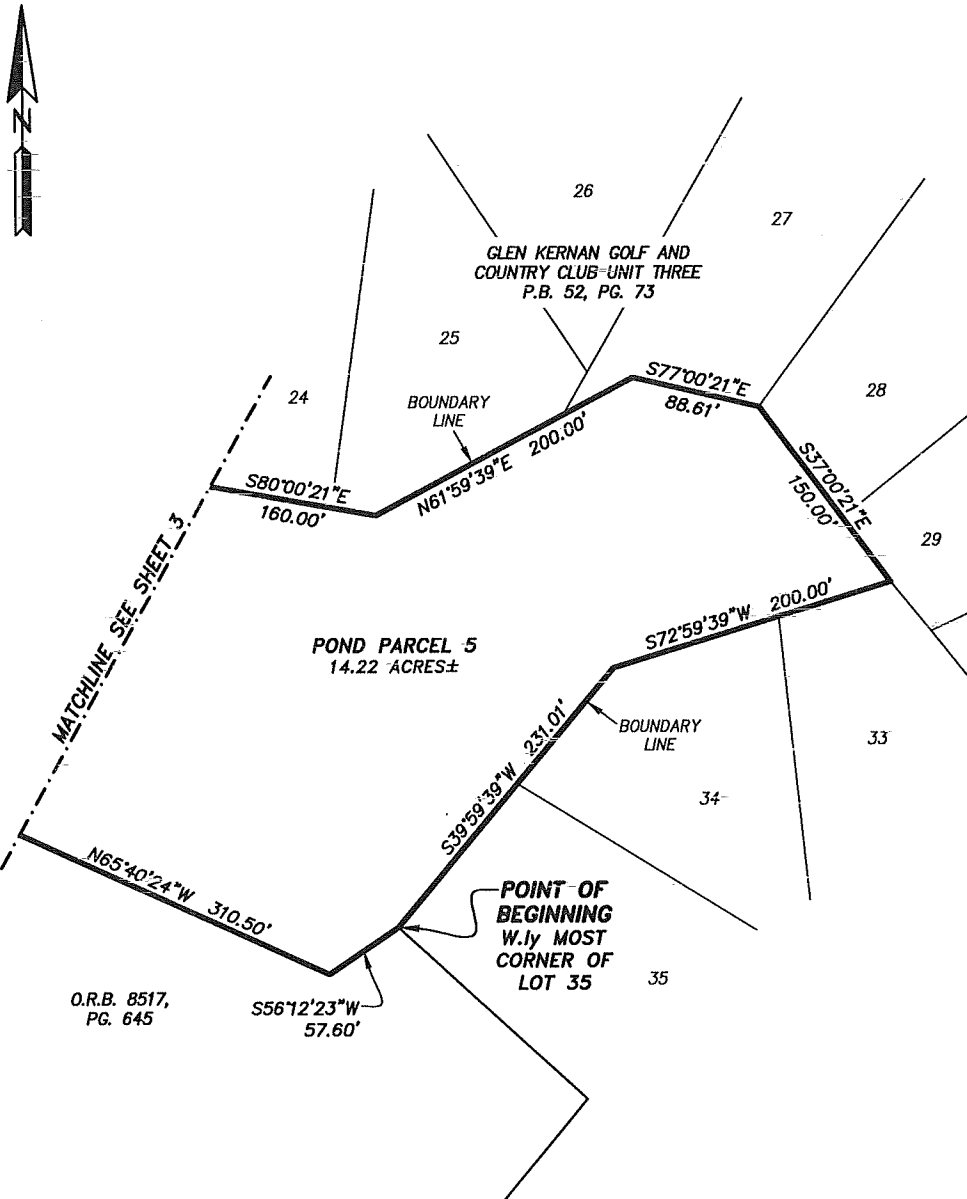 N
26
27
GLEN KERNAN GOLF AND
COUNTRY CLUB UNIT THREE
P.B. 52, PG. 73
25
24
28
BOUNDARY
LINE
S77°00'21"E
88.61'
S80°00'21"E
160.00'
N61°59'39"E 200.00'
S37°00'21"E
150.00'
29
MATCHLINE SEE SHEET 3
S72°59'39"W 200.00'
POND PARCEL 5
14.22 ACRES±
BOUNDARY
LINE
33
34
S39°59'39"W 231.01'
N65°40'24"W 310.50'
POINT OF
BEGINNING
W.ly MOST
CORNER OF
LOT 35
35
O.R.B. 8517,
PG. 645
S56°12'23"W
57.60'